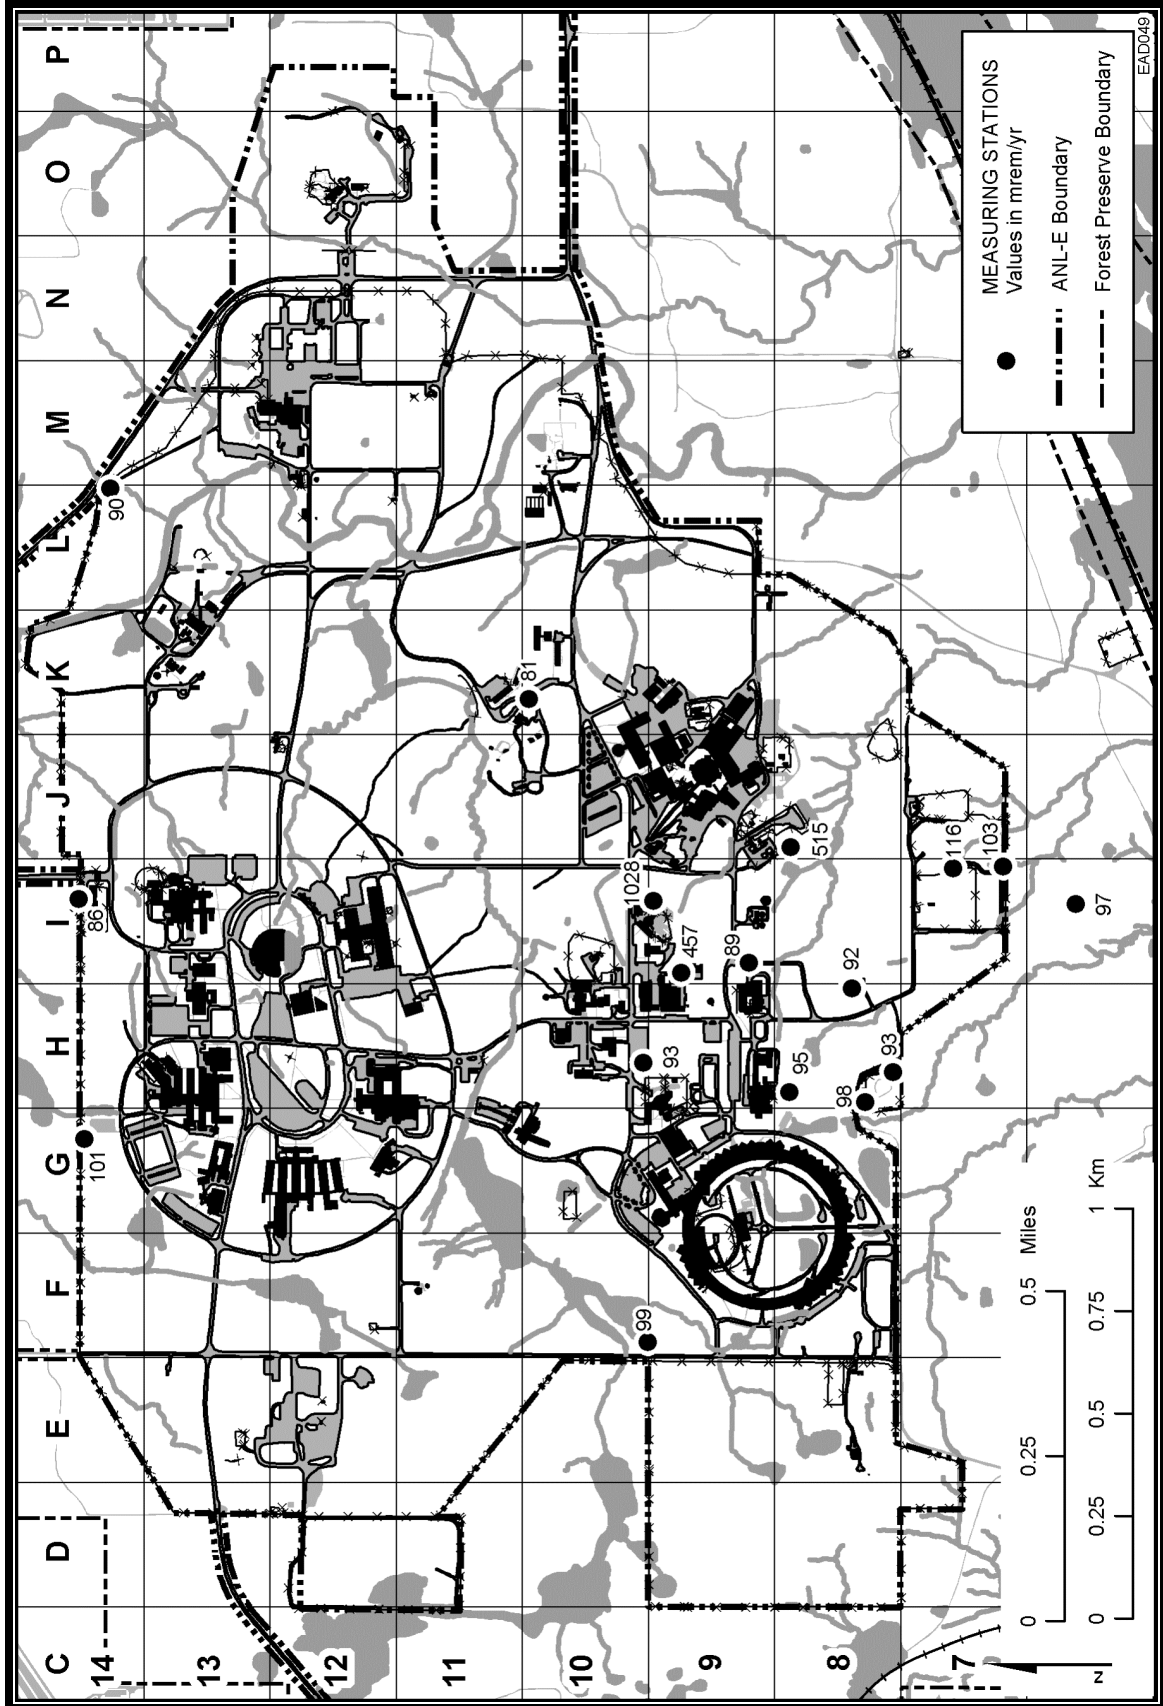 C D E F G H I J K L M N O P
14
13
12
11
10
9
8
7
101
86
90
81
99
93
1028
457
89
95
515
98
92
93
116
103
97
MEASURING STATIONS
Values in mrem/yr
ANL-E Boundary
Forest Preserve Boundary
0 0.25 0.5 Miles
0 0.25 0.5 0.75 1 Km
N
EAD049